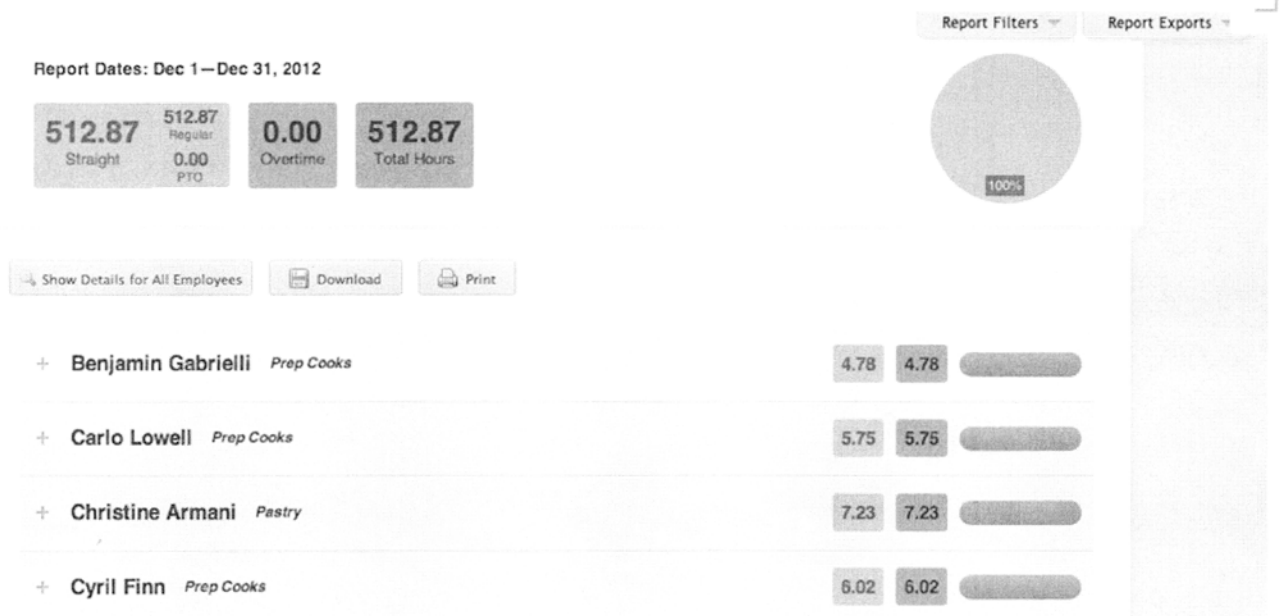 Report Filters Report Exports
Report Dates: Dec 1—Dec 31, 2012
512.87 512.87 0.00 512.87
Regular
Straight 0.00 Overtime Total Hours
PTO
100%
Show Details for All Employees Download Print
+ Benjamin Gabrielli Prep Cooks 4.78 4.78
+ Carlo Lowell Prep Cooks 5.75 5.75
+ Christine Armani Pastry 7.23 7.23
+ Cyril Finn Prep Cooks 6.02 6.02